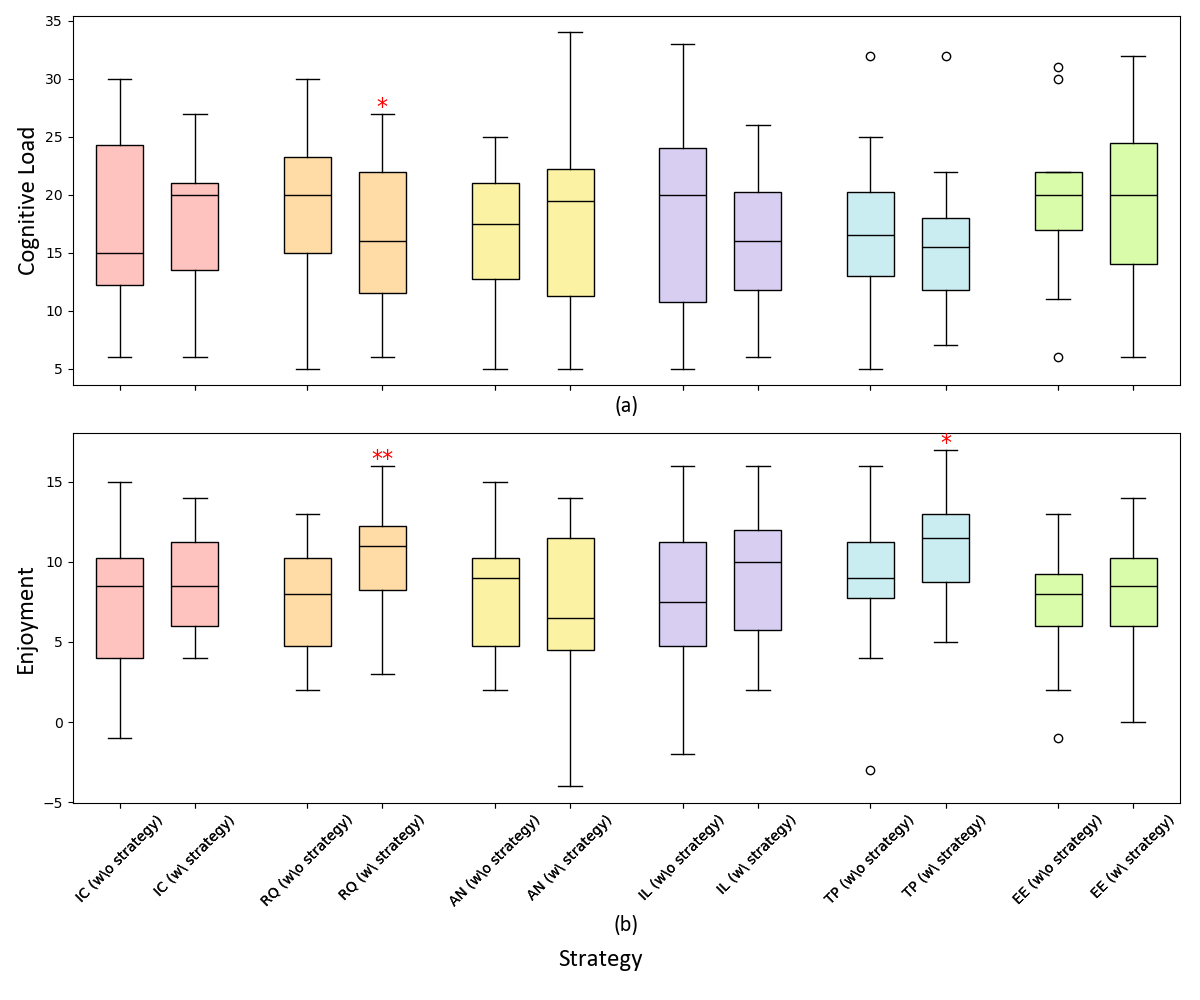 35
30
25
20
15
10
5
Cognitive Load
*
(a)
15
10
5
0
−5
Enjoyment
**
*
IC (w\o strategy)
IC (w\ strategy)
RQ (w\o strategy)
RQ (w\ strategy)
AN (w\o strategy)
AN (w\ strategy)
IL (w\o strategy)
IL (w\ strategy)
TP (w\o strategy)
TP (w\ strategy)
EE (w\o strategy)
EE (w\ strategy)
(b)
Strategy